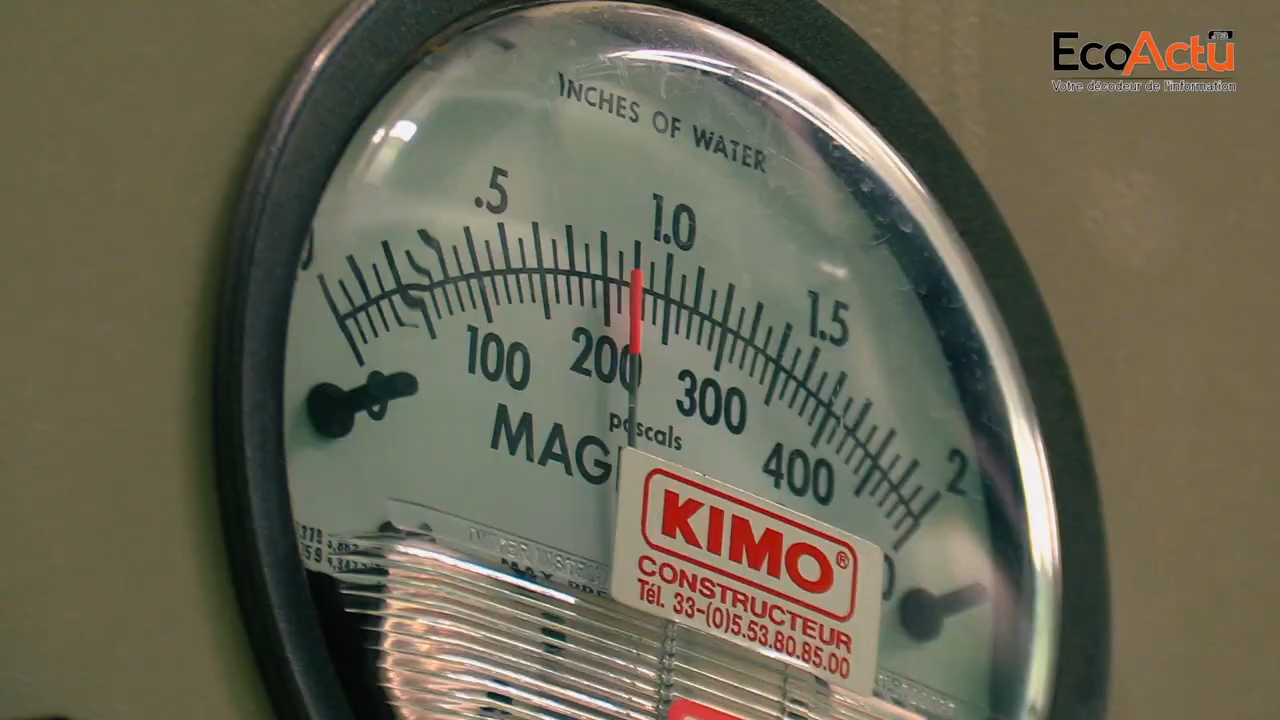 EcoActu
Votre décodeur de l'information
INCHES OF WATER
0 .5 1.0 1.5 2
100 200 300 400
pascals
MAG
KIMO®
CONSTRUCTEUR
Tél. 33-(0)5.53.80.85.00